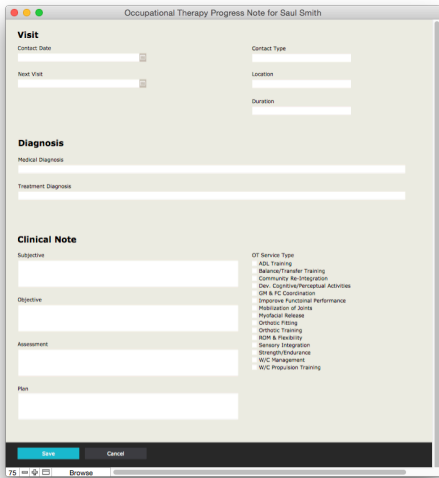 Occupational Therapy Progress Note for Saul Smith
Visit
Contact Date
Contact Type
Next Visit
Location
Duration
Diagnosis
Medical Diagnosis
Treatment Diagnosis
Clinical Note
Subjective
Objective
Assessment
Plan
OT Service Type
ADL Training
Balance/Transfer Training
Community Re-Integration
Dev. Cognitive/Perceptual Activities
GM & FC Coordination
Imporove Functoinal Performance
Mobilization of Joints
Myofacial Release
Orthotic Fitting
Orthotic Training
ROM & Flexibility
Sensory Integration
Strength/Endurance
W/C Management
W/C Propulsion Training
Save
Cancel
75
Browse